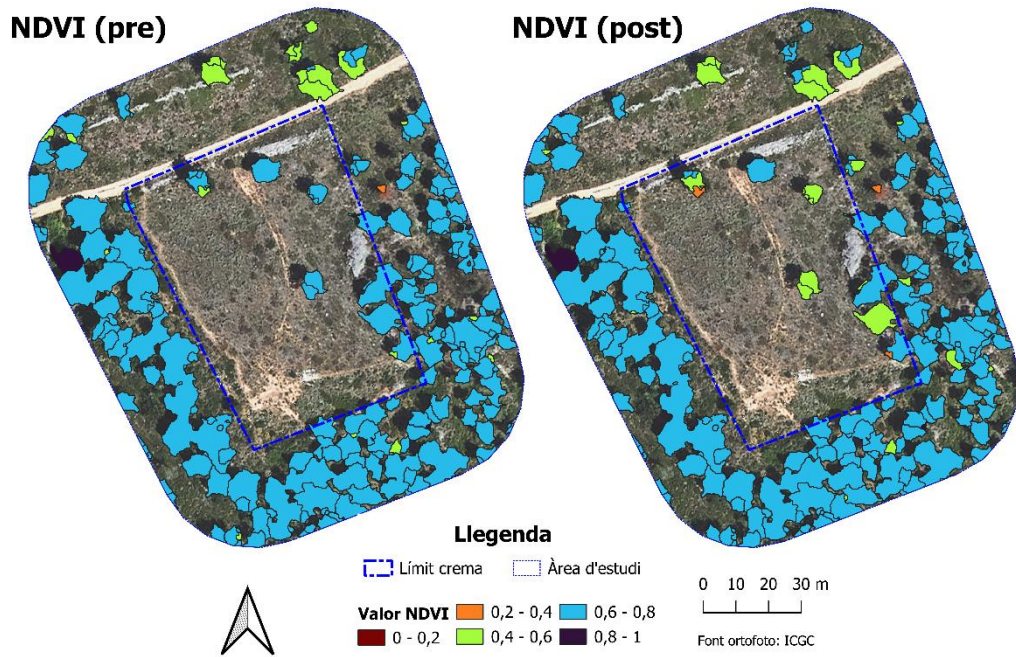 NDVI (pre)
NDVI (post)
Llegenda
Límit crema
Àrea d'estudi
Valor NDVI
0,2 - 0,4
0,6 - 0,8
0 - 0,2
0,4 - 0,6
0,8 - 1
0 10 20 30 m
Font ortofoto: ICGC